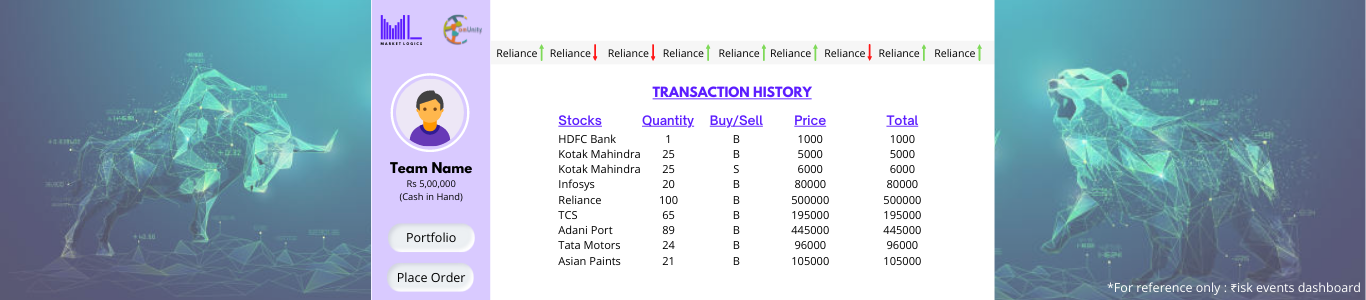 MARKET LOGICS
Reliance Reliance Reliance Reliance Reliance Reliance Reliance Reliance Reliance
TRANSACTION HISTORY
Stocks Quantity Buy/Sell Price Total
HDFC Bank 1 B 1000 1000
Kotak Mahindra 25 B 5000 5000
Kotak Mahindra 25 S 6000 6000
Infosys 20 B 80000 80000
Reliance 100 B 500000 500000
TCS 65 B 195000 195000
Adani Port 89 B 445000 445000
Tata Motors 24 B 96000 96000
Asian Paints 21 B 105000 105000
Team Name
Rs 5,00,000
(Cash in Hand)
Portfolio
Place Order
*For reference only : ₹isk events dashboard